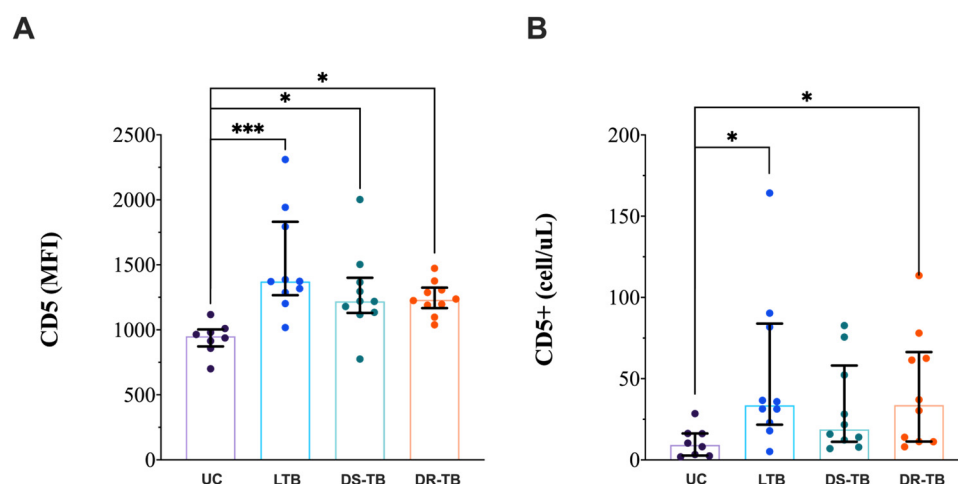 A
B
*
*
***
*
*
2500
2000
1500
1000
500
0
CD5 (MFI)
UC
LTB
DS-TB
DR-TB
200
150
100
50
0
CD5+ (cell/uL)
UC
LTB
DS-TB
DR-TB